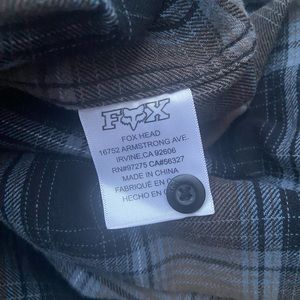 FOX
FOX HEAD
16752 ARMSTRONG AVE.
IRVINE,CA 92606
RN#97275 CA#56327
MADE IN CHINA
FABRIQUÉ EN
HECHO EN